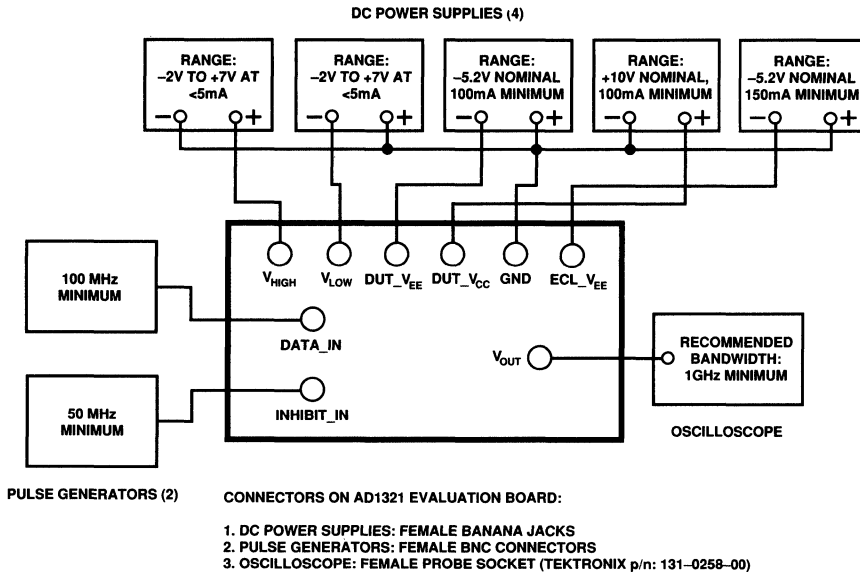 DC POWER SUPPLIES (4)
RANGE:
–2V TO +7V AT
<5mA
– +
RANGE:
–2V TO +7V AT
<5mA
– +
RANGE:
–5.2V NOMINAL
100mA MINIMUM
– +
RANGE:
+10V NOMINAL,
100mA MINIMUM
– +
RANGE:
–5.2V NOMINAL
150mA MINIMUM
– +
V_HIGH V_LOW DUT_V_EE DUT_V_CC GND ECL_V_EE
100 MHz
MINIMUM
DATA_IN
V_OUT
RECOMMENDED
BANDWIDTH:
1GHz MINIMUM
50 MHz
MINIMUM
INHIBIT_IN
OSCILLOSCOPE
PULSE GENERATORS (2)
CONNECTORS ON AD1321 EVALUATION BOARD:
1. DC POWER SUPPLIES: FEMALE BANANA JACKS
2. PULSE GENERATORS: FEMALE BNC CONNECTORS
3. OSCILLOSCOPE: FEMALE PROBE SOCKET (TEKTRONIX p/n: 131–0258–00)